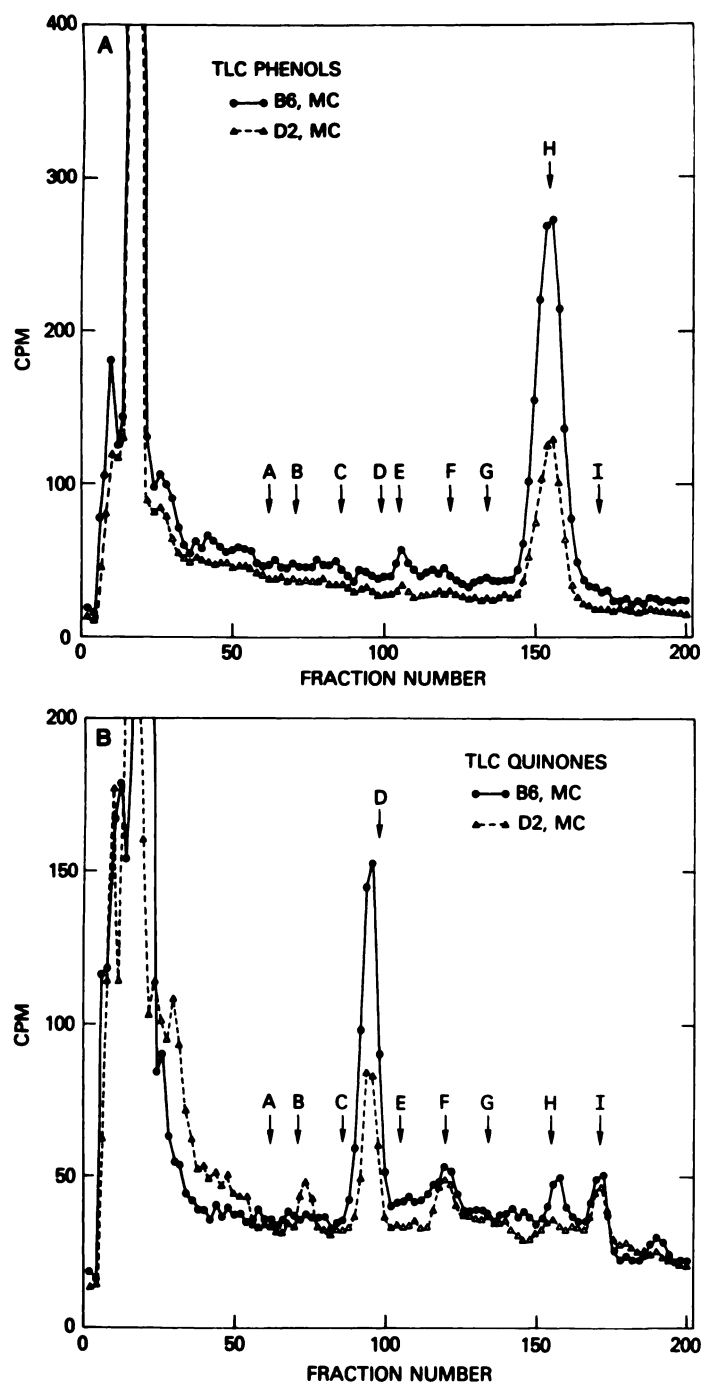 A
TLC PHENOLS
B6, MC
D2, MC
400
300
200
100
0
CPM
A B C D E F G H I
0 50 100 150 200
FRACTION NUMBER
B
TLC QUINONES
B6, MC
D2, MC
200
150
100
50
0
CPM
A B C D E F G H I
0 50 100 150 200
FRACTION NUMBER